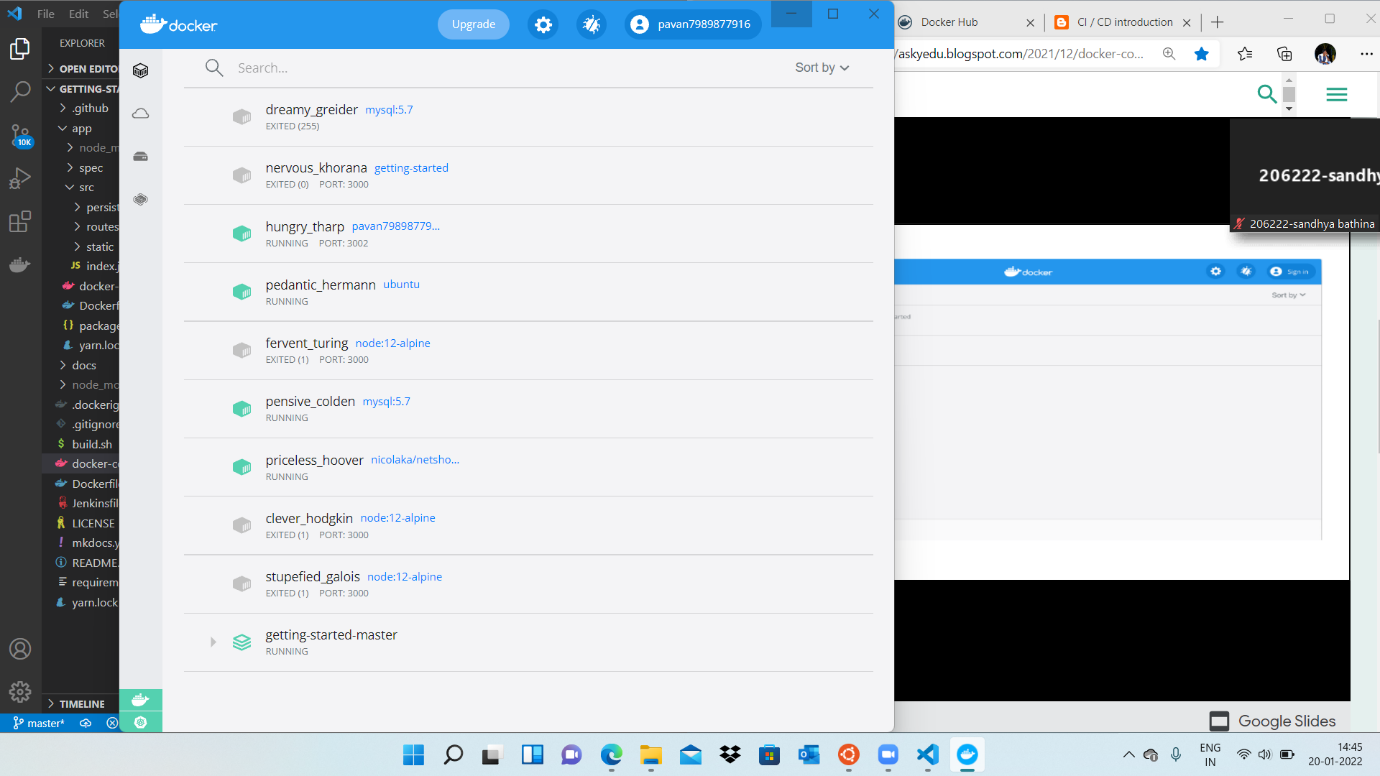 File Edit Sel
docker
Upgrade
pavan7989877916
Docker Hub
CI / CD introduction
/askyedu.blogspot.com/2021/12/docker-co...
EXPLORER
OPEN EDITO
GETTING-STA
.github
app
node_m
spec
src
persist
routes
static
JS index.j
docker-
Dockerf
{} package
yarn.loc
docs
node_mo
.dockerig
.gitignore
$ build.sh
docker-co
Dockerfil
Jenkinsfil
LICENSE
! mkdocs.y
README.
requirem
yarn.lock
TIMELINE
master*
10K
Search...
Sort by
dreamy_greider mysql:5.7
EXITED (255)
nervous_khorana getting-started
EXITED (0) PORT: 3000
hungry_tharp pavan79898779...
RUNNING PORT: 3002
pedantic_hermann ubuntu
RUNNING
fervent_turing node:12-alpine
EXITED (1) PORT: 3000
pensive_colden mysql:5.7
RUNNING
priceless_hoover nicolaka/netsho...
RUNNING
clever_hodgkin node:12-alpine
EXITED (1) PORT: 3000
stupefied_galois node:12-alpine
EXITED (1) PORT: 3000
getting-started-master
RUNNING
206222-sandhy
206222-sandhya bathina
docker
Sign in
Sort by
arted
Google Slides
ENG
IN
14:45
20-01-2022